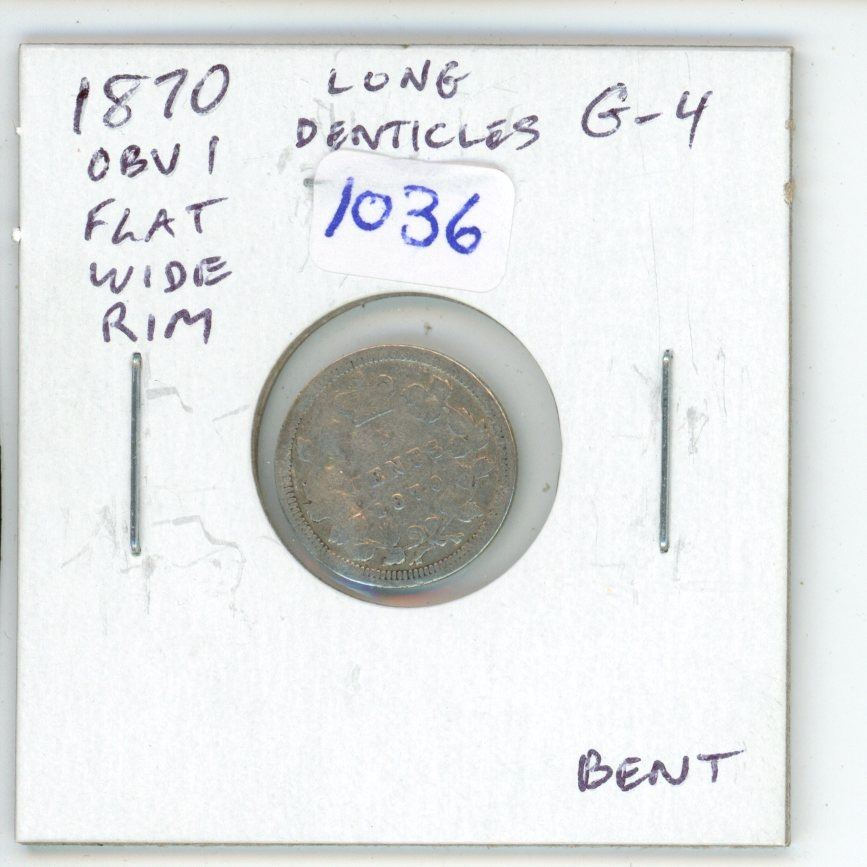 1870
OBV 1
FLAT
WIDE
RIM
LONG
DENTICLES
G-4
1036
CENTS
1870
BENT